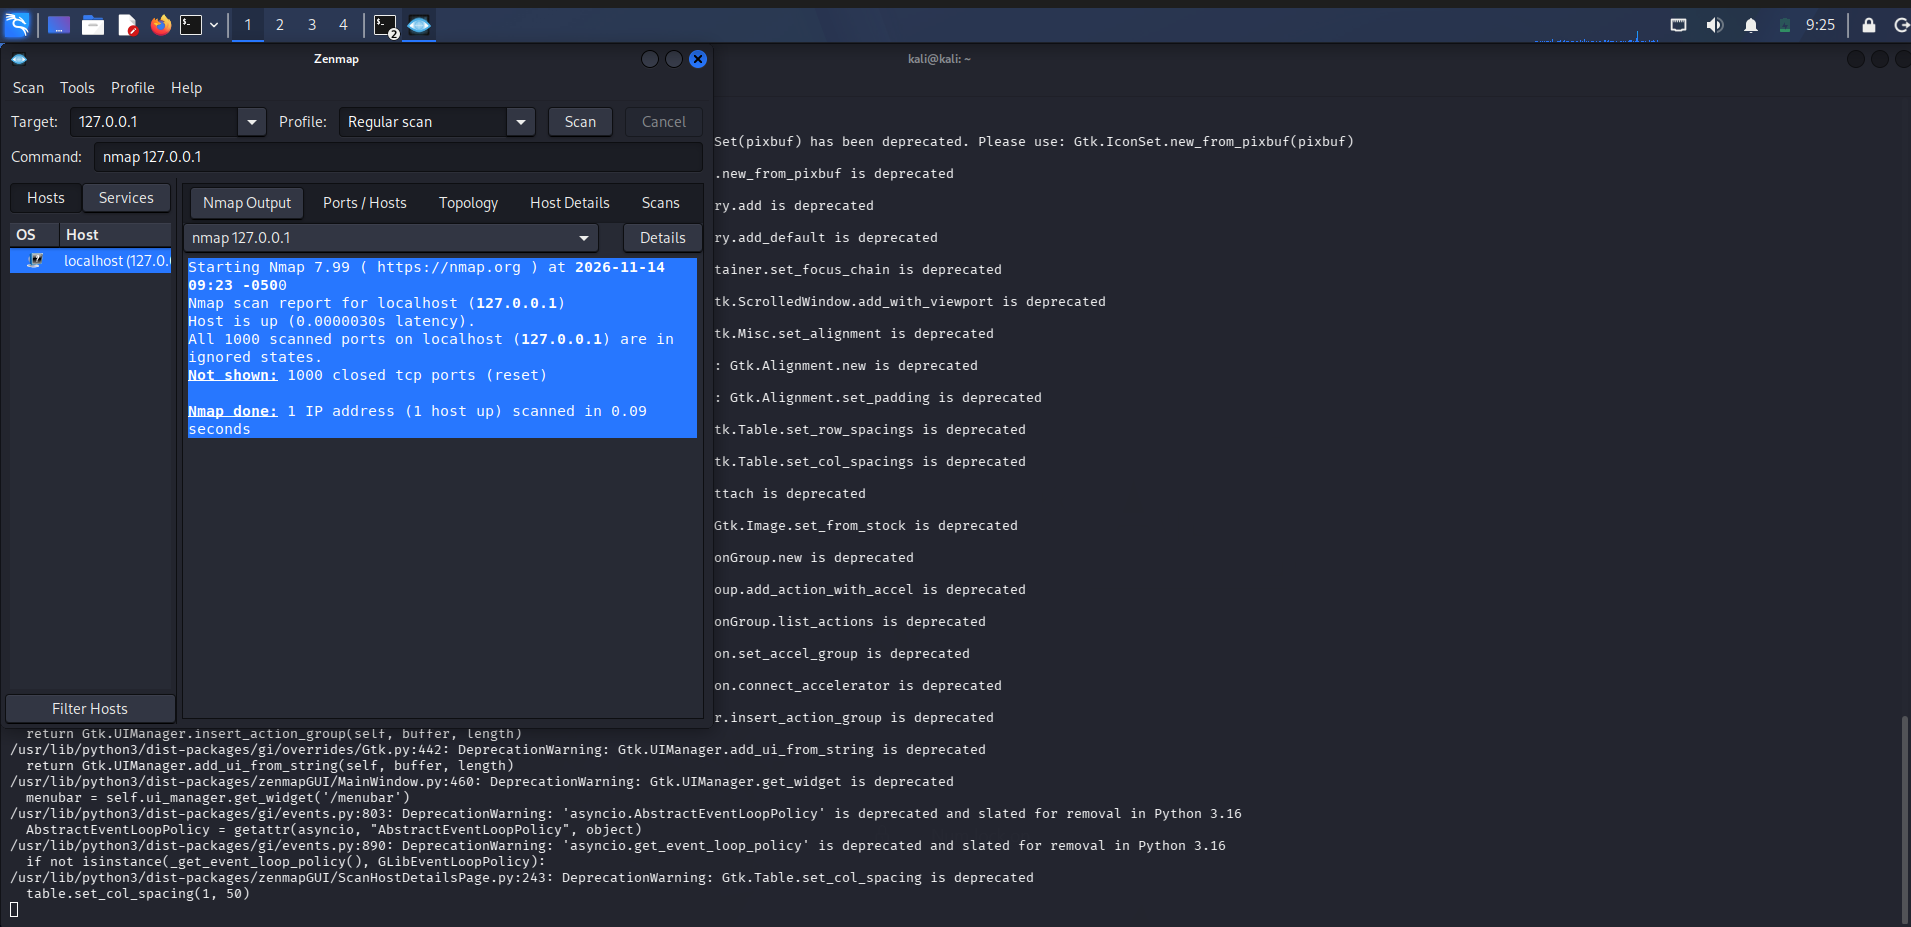 1 2 3 4 2 9:25
Zenmap
kali@kali: ~
Scan Tools Profile Help
Target: 127.0.0.1 Profile: Regular scan Scan Cancel
Command: nmap 127.0.0.1
Hosts Services
Nmap Output Ports / Hosts Topology Host Details Scans
OS Host
nmap 127.0.0.1 Details
localhost (127.0.
Starting Nmap 7.99 ( https://nmap.org ) at 2026-11-14
09:23 -0500
Nmap scan report for localhost (127.0.0.1)
Host is up (0.0000030s latency).
All 1000 scanned ports on localhost (127.0.0.1) are in
ignored states.
Not shown: 1000 closed tcp ports (reset)
Nmap done: 1 IP address (1 host up) scanned in 0.09
seconds
Filter Hosts
Set(pixbuf) has been deprecated. Please use: Gtk.IconSet.new_from_pixbuf(pixbuf)
.new_from_pixbuf is deprecated
ry.add is deprecated
ry.add_default is deprecated
tainer.set_focus_chain is deprecated
tk.ScrolledWindow.add_with_viewport is deprecated
tk.Misc.set_alignment is deprecated
: Gtk.Alignment.new is deprecated
: Gtk.Alignment.set_padding is deprecated
tk.Table.set_row_spacings is deprecated
tk.Table.set_col_spacings is deprecated
ttach is deprecated
Gtk.Image.set_from_stock is deprecated
onGroup.new is deprecated
oup.add_action_with_accel is deprecated
onGroup.list_actions is deprecated
on.set_accel_group is deprecated
on.connect_accelerator is deprecated
r.insert_action_group is deprecated
return Gtk.UIManager.insert_action_group(self, buffer, length)
/usr/lib/python3/dist-packages/gi/overrides/Gtk.py:442: DeprecationWarning: Gtk.UIManager.add_ui_from_string is deprecated
return Gtk.UIManager.add_ui_from_string(self, buffer, length)
/usr/lib/python3/dist-packages/zenmapGUI/MainWindow.py:460: DeprecationWarning: Gtk.UIManager.get_widget is deprecated
menubar = self.ui_manager.get_widget('/menubar')
/usr/lib/python3/dist-packages/gi/events.py:803: DeprecationWarning: 'asyncio.AbstractEventLoopPolicy' is deprecated and slated for removal in Python 3.16
AbstractEventLoopPolicy = getattr(asyncio, "AbstractEventLoopPolicy", object)
/usr/lib/python3/dist-packages/gi/events.py:890: DeprecationWarning: 'asyncio.get_event_loop_policy' is deprecated and slated for removal in Python 3.16
if not isinstance(_get_event_loop_policy(), GLibEventLoopPolicy):
/usr/lib/python3/dist-packages/zenmapGUI/ScanHostDetailsPage.py:243: DeprecationWarning: Gtk.Table.set_col_spacing is deprecated
table.set_col_spacing(1, 50)